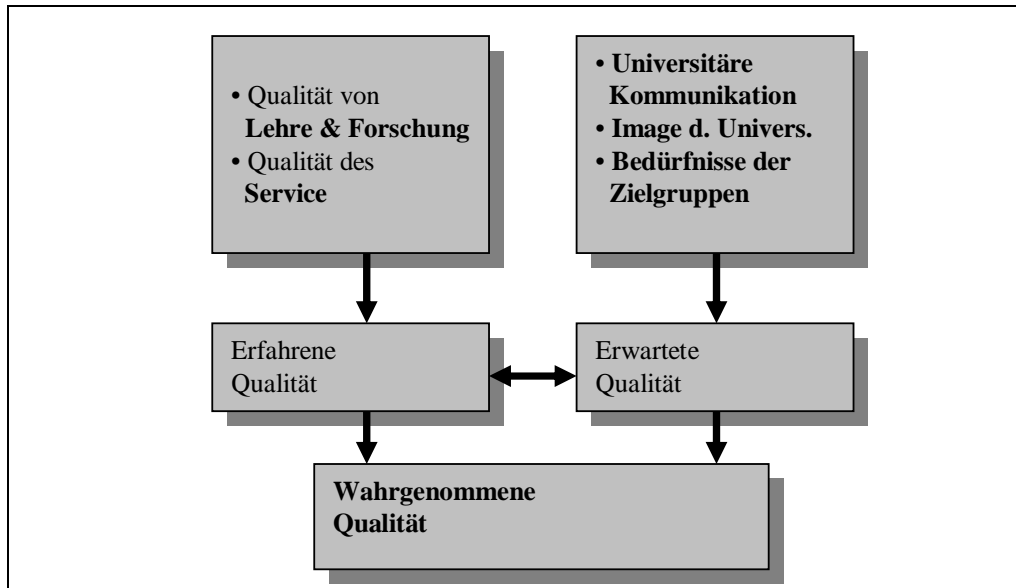 • Qualität von
Lehre & Forschung
• Qualität des
Service
• Universitäre
Kommunikation
• Image d. Univers.
• Bedürfnisse der
Zielgruppen
Erfahrene
Qualität
Erwartete
Qualität
Wahrgenommene
Qualität